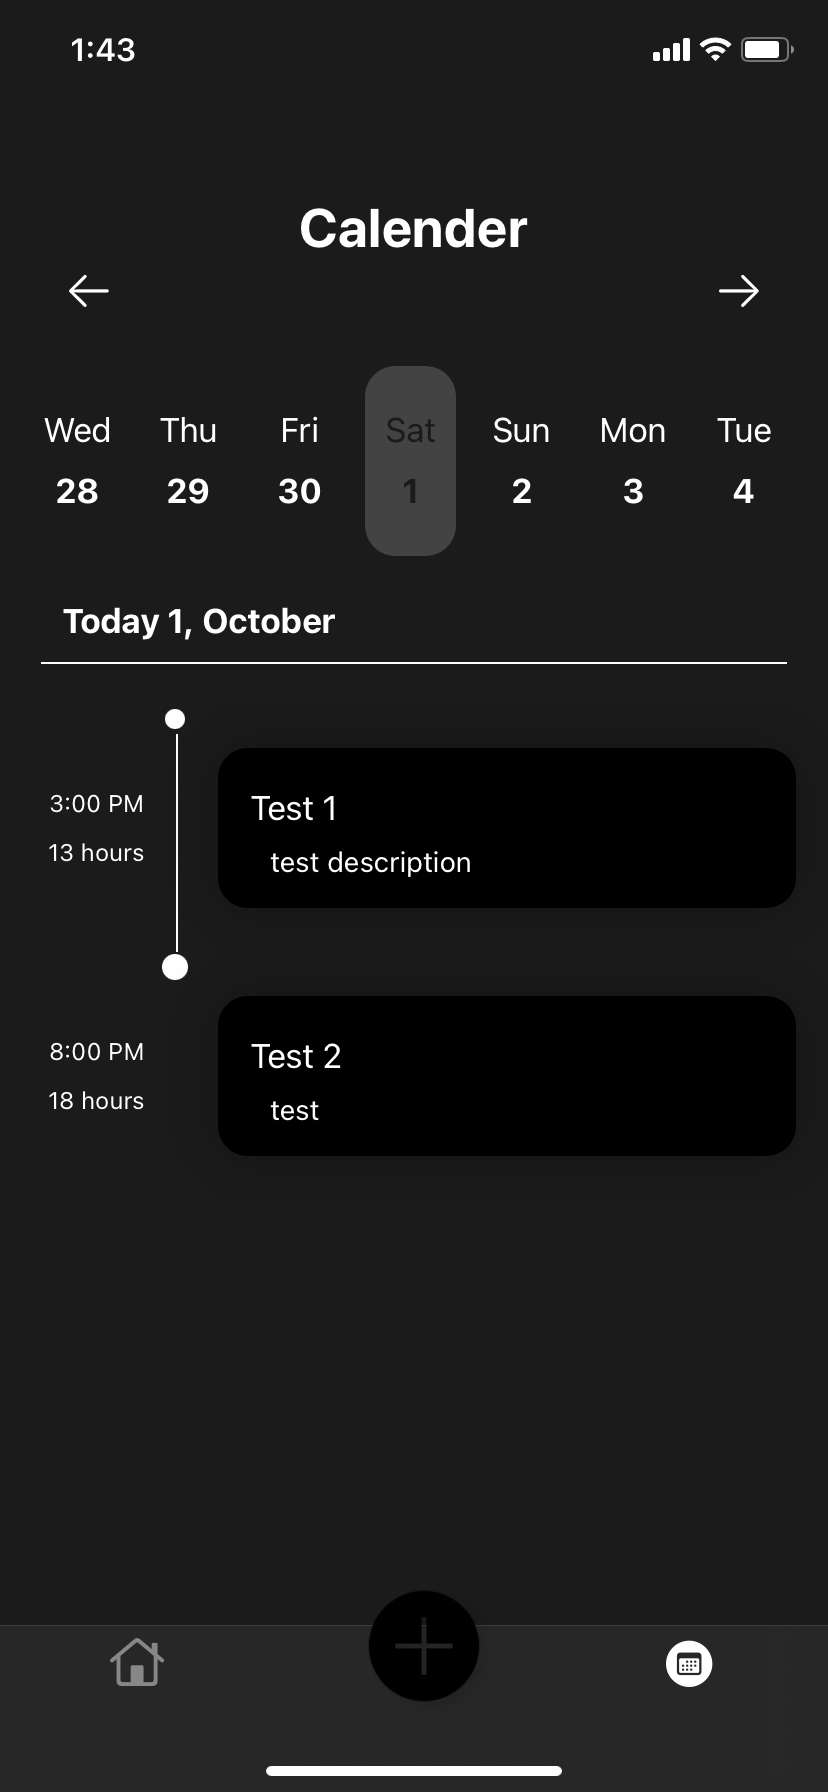 1:43
Calender
Wed Thu Fri Sat Sun Mon Tue
28 29 30 1 2 3 4
Today 1, October
3:00 PM
13 hours
Test 1
test description
8:00 PM
18 hours
Test 2
test